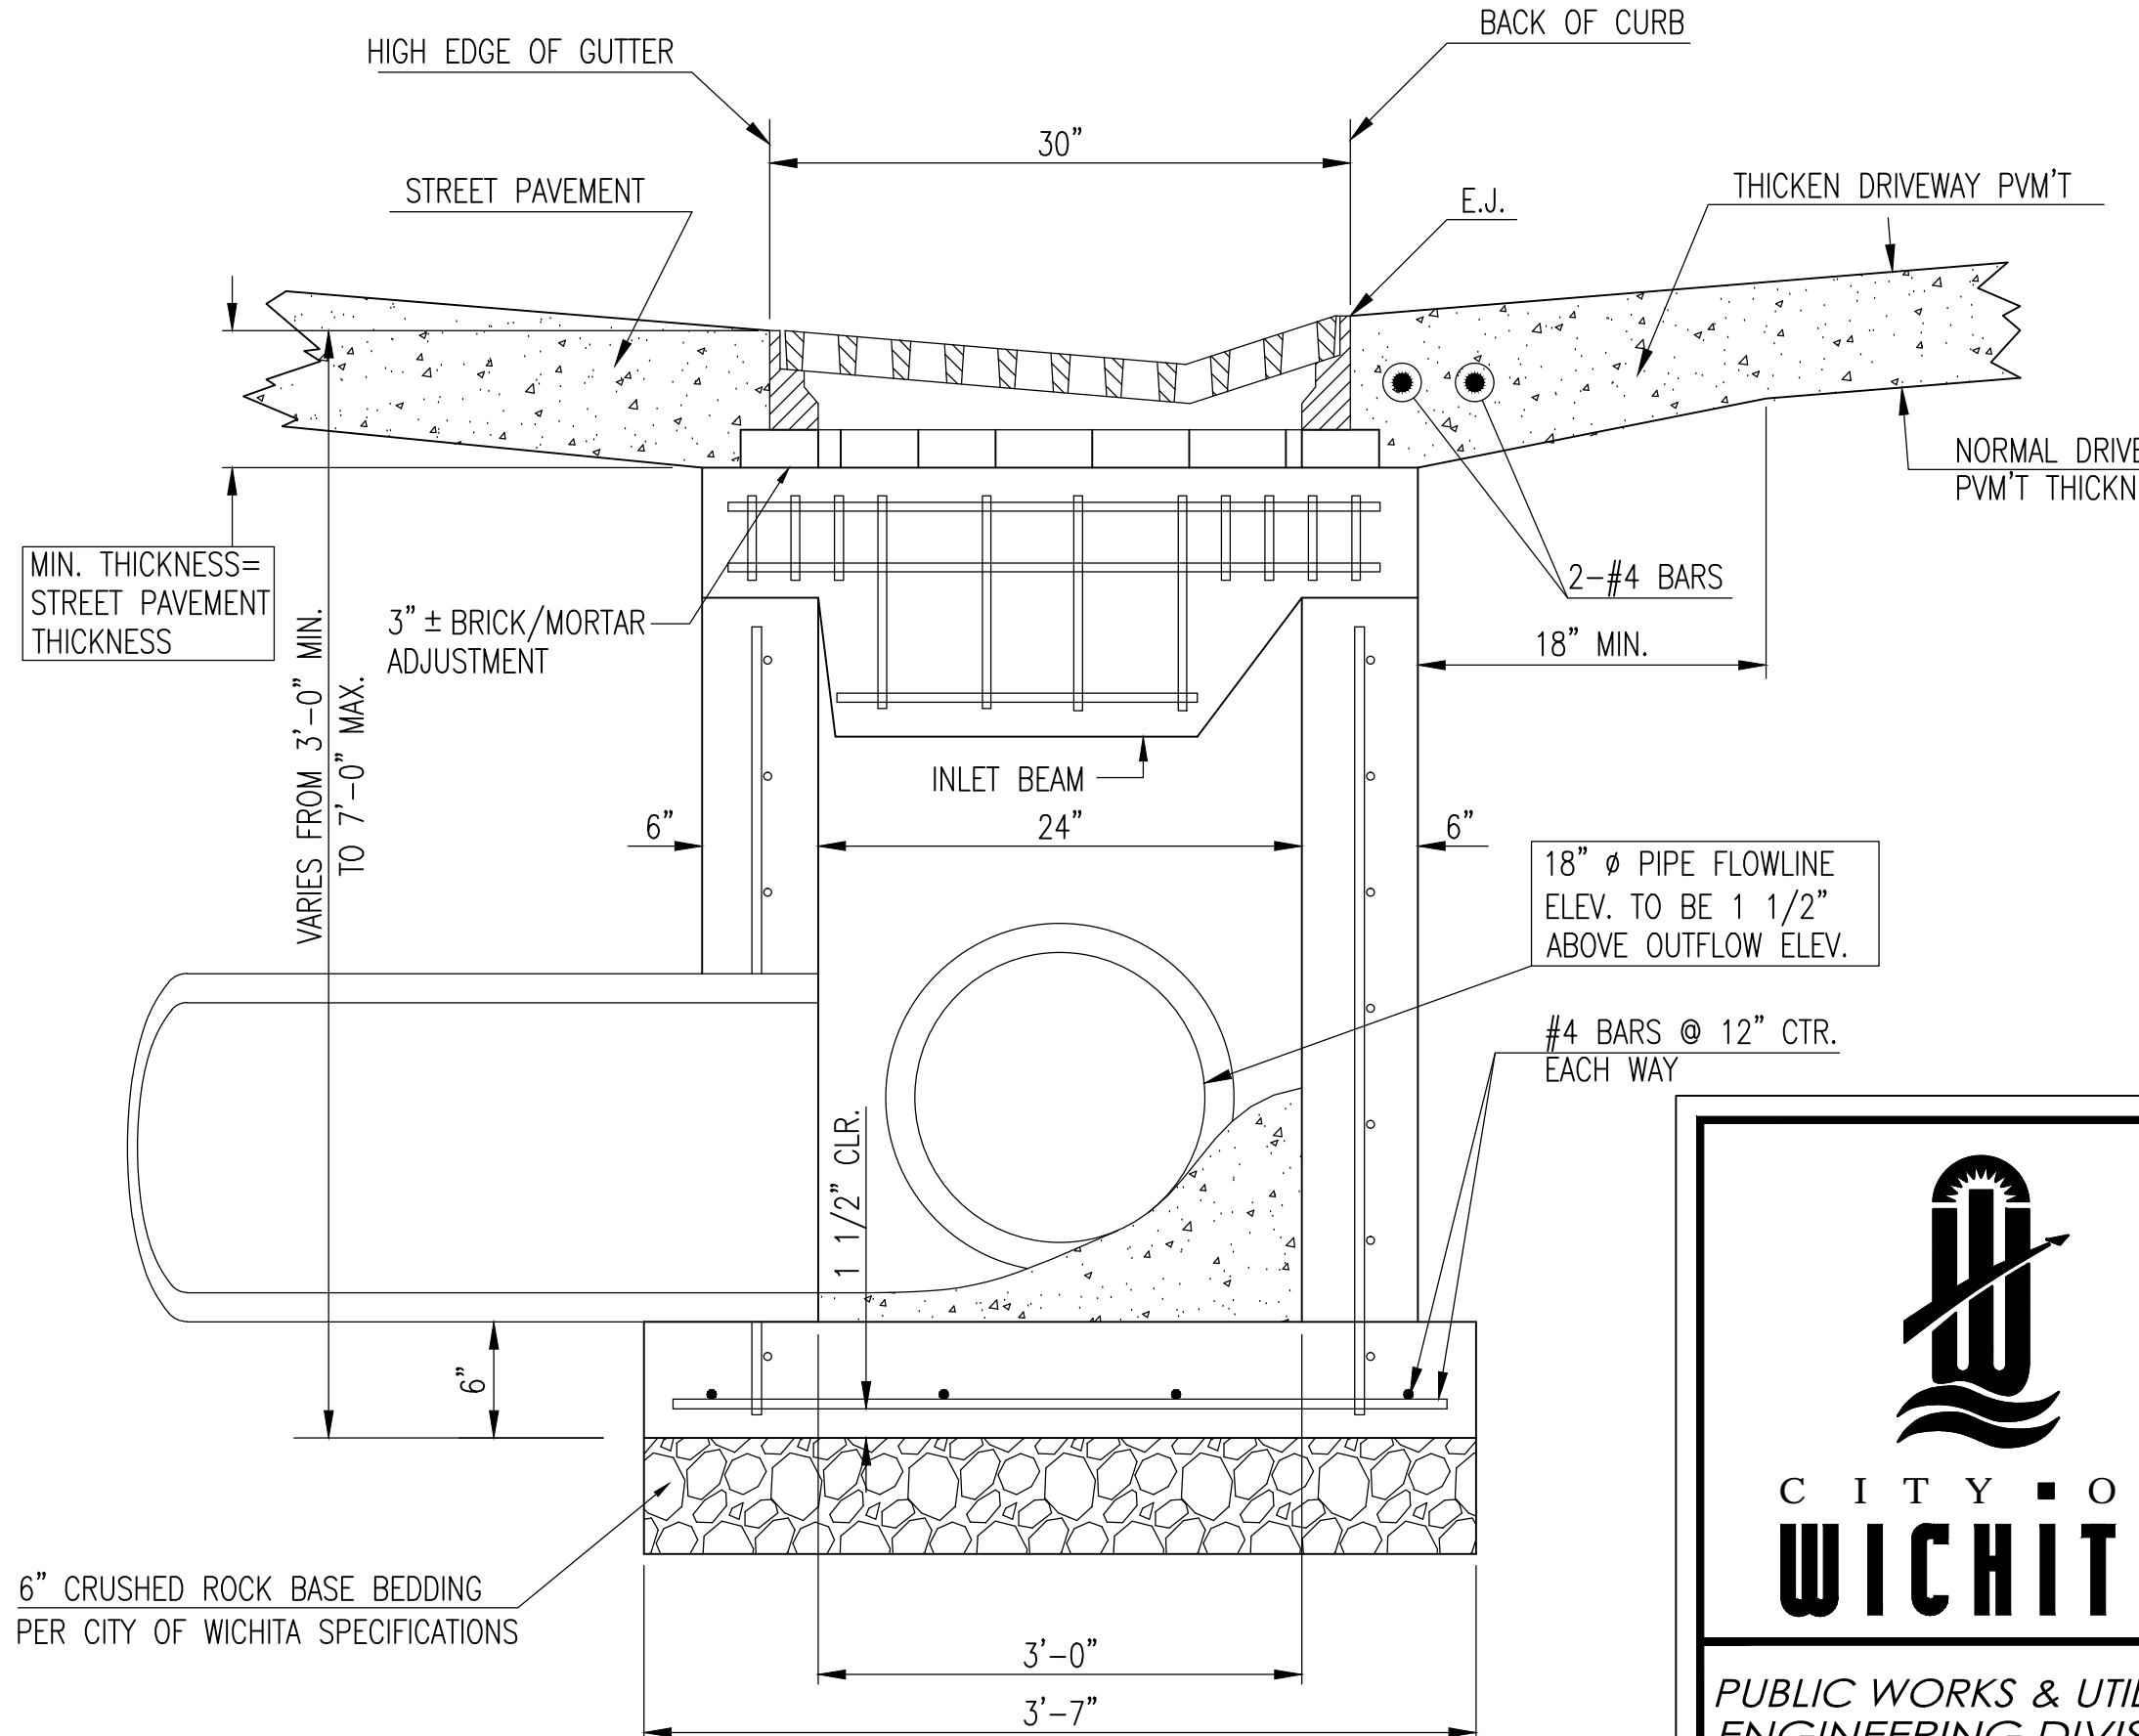 BACK OF CURB
HIGH EDGE OF GUTTER
30"
STREET PAVEMENT
E.J.
THICKEN DRIVEWAY PVM'T
NORMAL
PVM'T
MIN. THICKNESS=
STREET PAVEMENT
THICKNESS
3" ± BRICK/MORTAR
ADJUSTMENT
2-#4 BARS
18" MIN.
VARIES FROM 3'-0" MIN.
TO 7'-0" MAX.
INLET BEAM
6"
24"
6"
18" ø PIPE FLOWLINE
ELEV. TO BE 1 1/2"
ABOVE OUTFLOW ELEV.
#4 BARS @ 12" CTR.
EACH WAY
1 1/2" CLR.
6"
6" CRUSHED ROCK BASE BEDDING
PER CITY OF WICHITA SPECIFICATIONS
3'-0"
3'-7"
CITY ▪
PUBLIC WORKS &
ENGINEERING